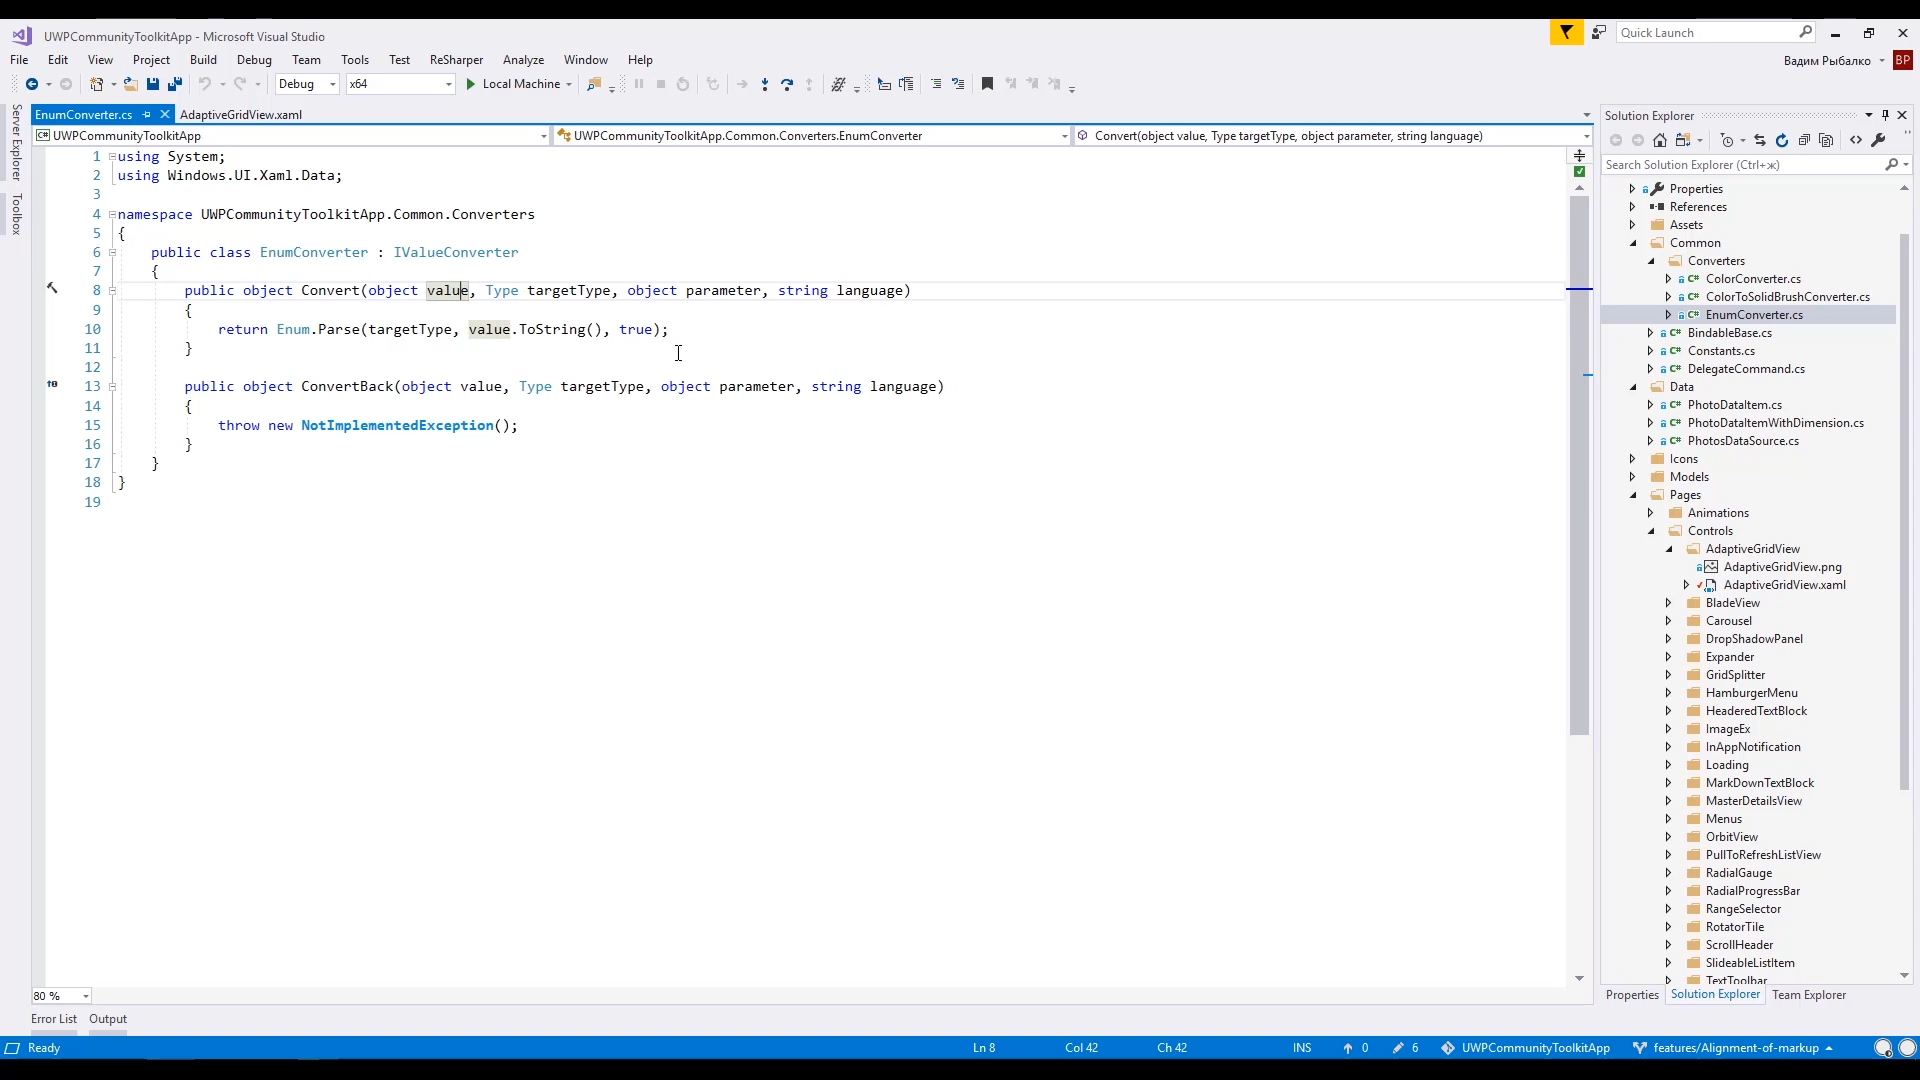 UWPCommunityToolkitApp - Microsoft Visual Studio
Quick Launch
File Edit View Project Build Debug Team Tools Test ReSharper Analyze Window Help
Вадим Рыбалко
BP
Debug x64 Local Machine
Server Explorer
Toolbox
EnumConverter.cs AdaptiveGridView.xaml
UWPCommunityToolkitApp UWPCommunityToolkitApp.Common.Converters.EnumConverter Convert(object value, Type targetType, object parameter, string language)
1 using System;
2 using Windows.UI.Xaml.Data;
3
4 namespace UWPCommunityToolkitApp.Common.Converters
5 {
6 public class EnumConverter : IValueConverter
7 {
8 public object Convert(object value, Type targetType, object parameter, string language)
9 {
10 return Enum.Parse(targetType, value.ToString(), true);
11 }
12
13 public object ConvertBack(object value, Type targetType, object parameter, string language)
14 {
15 throw new NotImplementedException();
16 }
17 }
18 }
19
80 %
Error List Output
Solution Explorer
Search Solution Explorer (Ctrl+ж)
Properties
References
Assets
Common
Converters
C# ColorConverter.cs
C# ColorToSolidBrushConverter.cs
C# EnumConverter.cs
C# BindableBase.cs
C# Constants.cs
C# DelegateCommand.cs
Data
C# PhotoDataItem.cs
C# PhotoDataItemWithDimension.cs
C# PhotosDataSource.cs
Icons
Models
Pages
Animations
Controls
AdaptiveGridView
AdaptiveGridView.png
AdaptiveGridView.xaml
BladeView
Carousel
DropShadowPanel
Expander
GridSplitter
HamburgerMenu
HeaderedTextBlock
ImageEx
InAppNotification
Loading
MarkDownTextBlock
MasterDetailsView
Menus
OrbitView
PullToRefreshListView
RadialGauge
RadialProgressBar
RangeSelector
RotatorTile
ScrollHeader
SlideableListItem
TextToolbar
Properties Solution Explorer Team Explorer
Ready Ln 8 Col 42 Ch 42 INS 0 6 UWPCommunityToolkitApp features/Alignment-of-markup